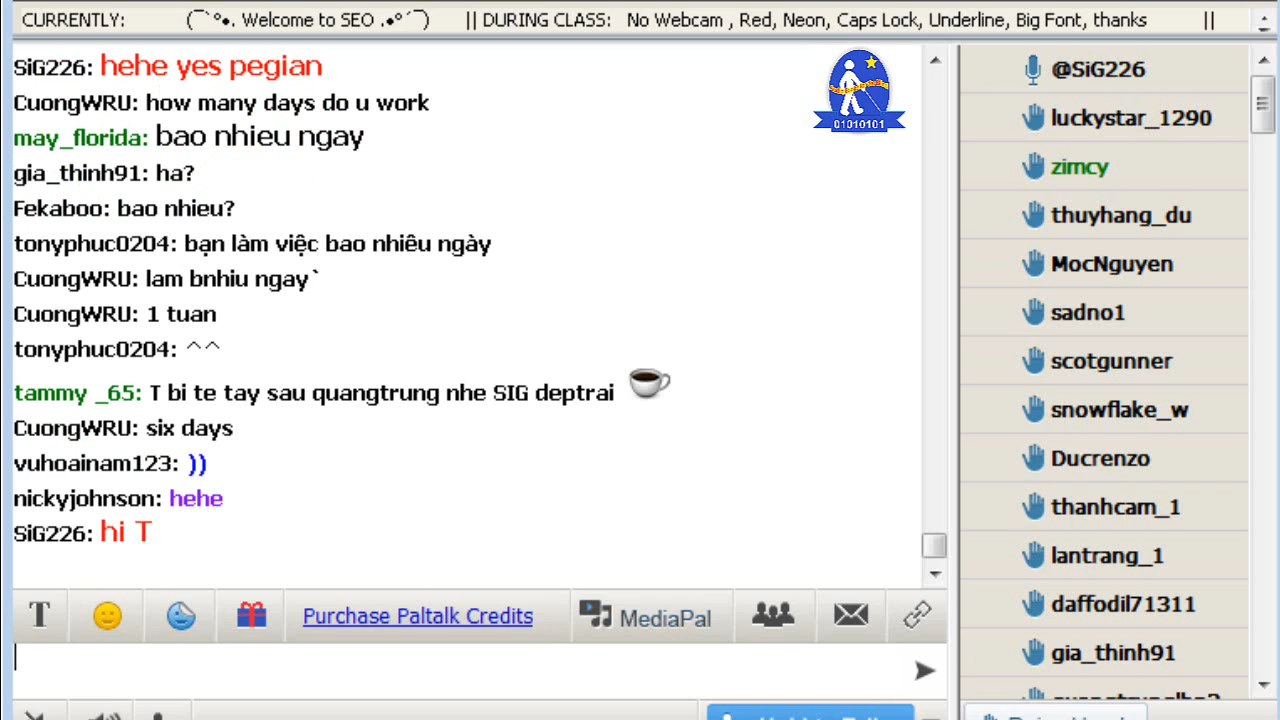 CURRENTLY: (¯`º•. Welcome to SEO .•º´¯) || DURING CLASS: No Webcam , Red, Neon, Caps Lock, Underline, Big Font, thanks ||
SiG226: hehe yes pegian
CuongWRU: how many days do u work
may_florida: bao nhieu ngay
gia_thinh91: ha?
Fekaboo: bao nhieu?
tonyphuc0204: bạn làm việc bao nhiêu ngày
CuongWRU: lam bnhiu ngay`
CuongWRU: 1 tuan
tonyphuc0204: ^^
tammy _65: T bi te tay sau quangtrung nhe SIG deptrai
CuongWRU: six days
vuhoainam123: ))
nickyjohnson: hehe
SiG226: hi T
01010101
T
Purchase Paltalk Credits
MediaPal
@SiG226
luckystar_1290
zimcy
thuyhang_du
MocNguyen
sadno1
scotgunner
snowflake_w
Ducrenzo
thanhcam_1
lantrang_1
daffodil71311
gia_thinh91